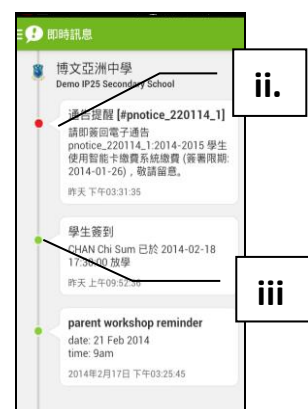 即時訊息
博文亞洲中學
Demo IP25 Secondary School
ii.
通告提醒 [#pnotice_220114_1]
請即簽回電子通告
pnotice_220114_1:2014-2015 學生
使用智能卡繳費系統繳費 (簽署限期:
2014-01-26)，敬請留意。
昨天 下午03:31:35
學生簽到
CHAN Chi Sum 已於 2014-02-18
17:30:00 放學
昨天 上午09:52:36
iii
parent workshop reminder
date: 21 Feb 2014
time: 9am
2014年2月17日 下午03:25:45